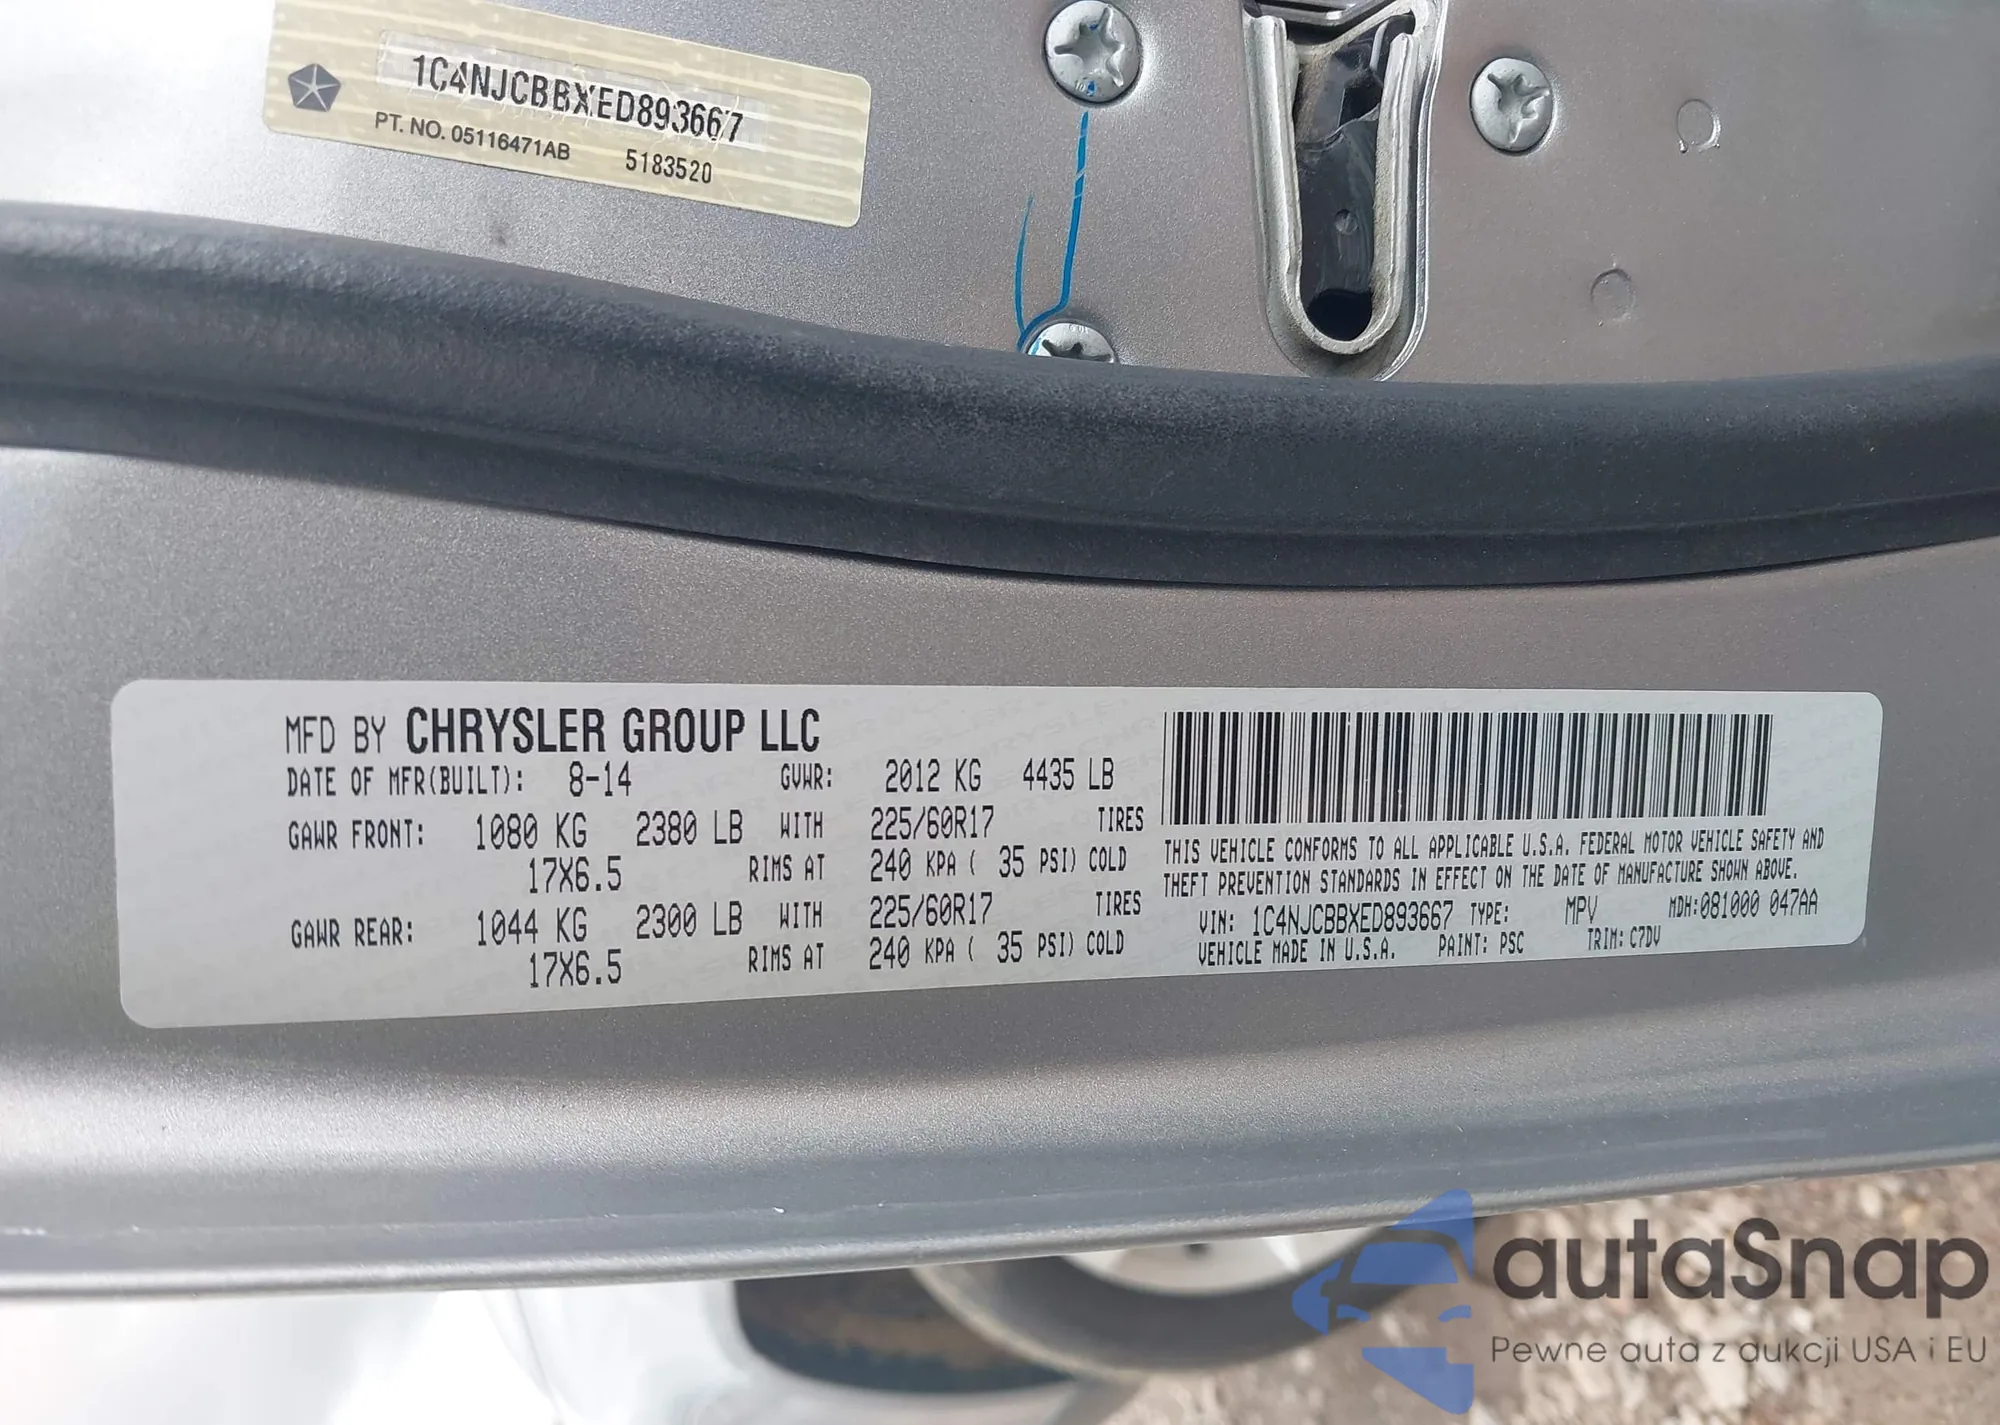 1C4NJCBBXED893667
PT. NO. 05116471AB 5183520
MFD BY CHRYSLER GROUP LLC
DATE OF MFR(BUILT): 8-14 GVWR: 2012 KG 4435 LB
GAWR FRONT: 1080 KG 2380 LB WITH 225/60R17 TIRES
17X6.5 RIMS AT 240 KPA ( 35 PSI) COLD
GAWR REAR: 1044 KG 2300 LB WITH 225/60R17 TIRES
17X6.5 RIMS AT 240 KPA ( 35 PSI) COLD
THIS VEHICLE CONFORMS TO ALL APPLICABLE U.S.A. FEDERAL MOTOR VEHICLE SAFETY AND
THEFT PREVENTION STANDARDS IN EFFECT ON THE DATE OF MANUFACTURE SHOWN ABOVE.
VIN: 1C4NJCBBXED893667 TYPE: MPV MDH:081000 047AA
VEHICLE MADE IN U.S.A. PAINT: PSC TRIM: C7DV
autaSnap
Pewne auta z aukcji USA i EU